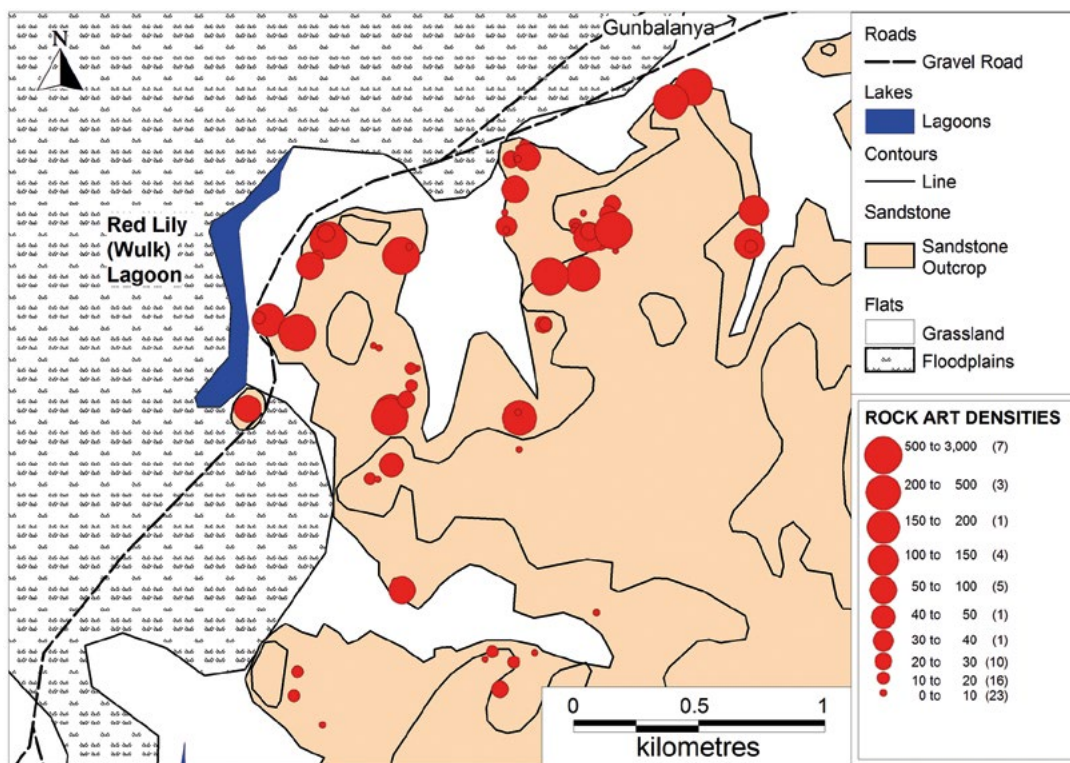 Gunbalanya
N
Red Lily
(Wulk)
Lagoon
0 0.5 1
kilometres
Roads
Gravel Road
Lakes
Lagoons
Contours
Line
Sandstone
Sandstone
Outcrop
Flats
Grassland
Floodplains
ROCK ART DENSITIES
500 to 3,000 (7)
200 to 500 (3)
150 to 200 (1)
100 to 150 (4)
50 to 100 (5)
40 to 50 (1)
30 to 40 (1)
20 to 30 (10)
10 to 20 (16)
0 to 10 (23)